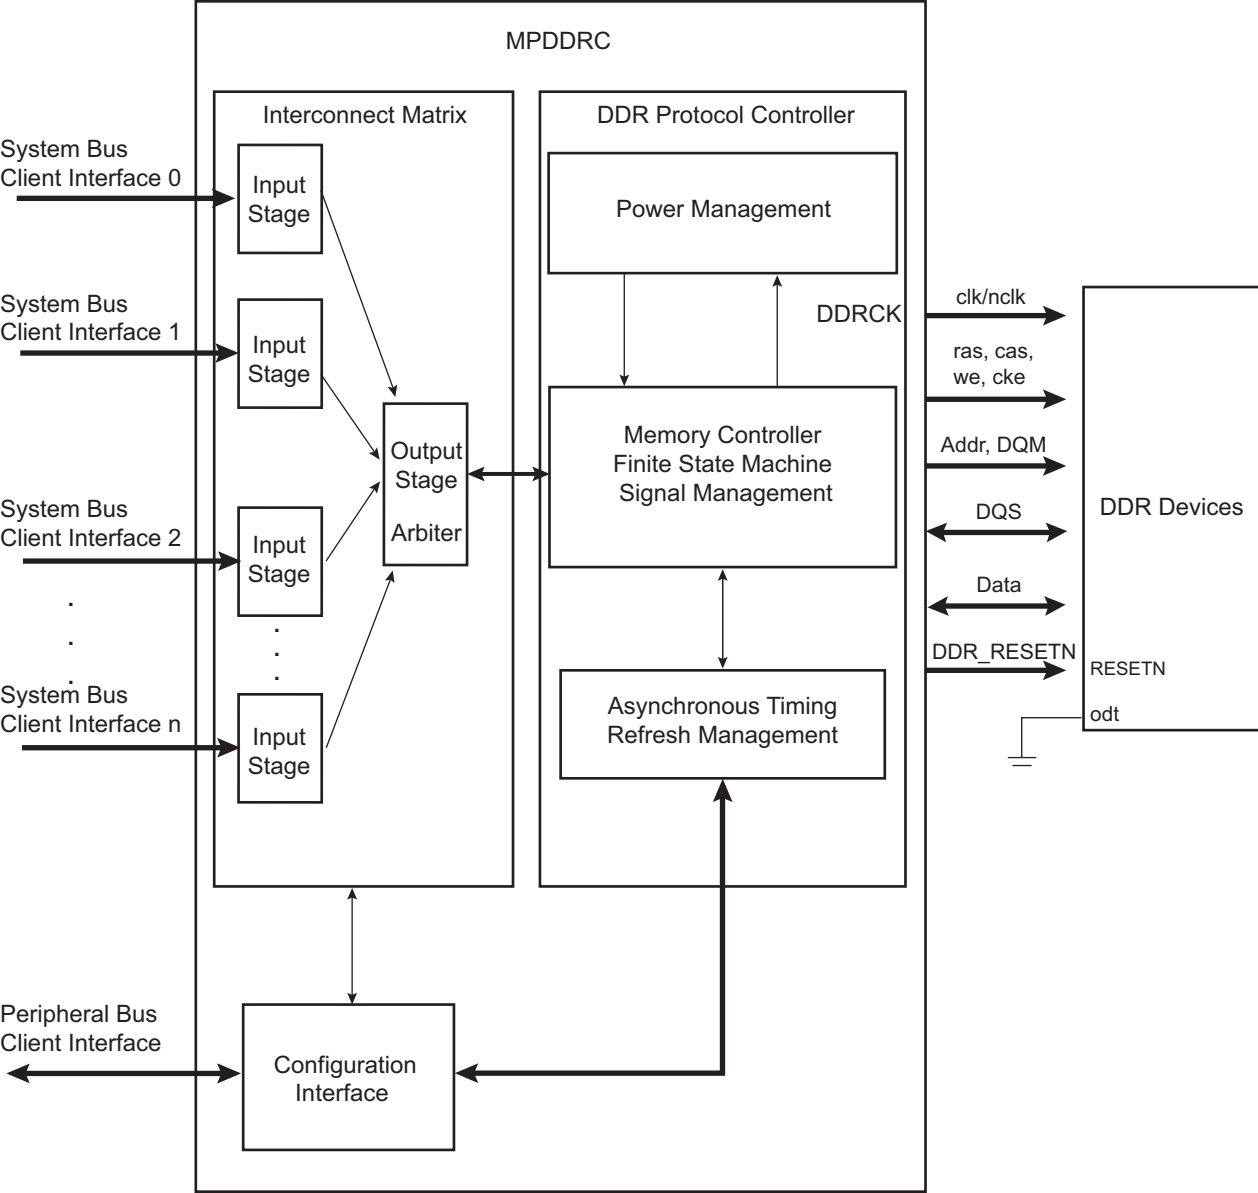 MPDDRC
Interconnect Matrix
DDR Protocol Controller
System Bus
Client Interface 0
Input
Stage
Power Management
System Bus
Client Interface 1
Input
Stage
DDRCK
clk/nclk
ras, cas,
we, cke
Output
Stage
Arbiter
Memory Controller
Finite State Machine
Signal Management
Addr, DQM
DQS
Data
DDR_RESETN
DDR Devices
RESETN
odt
System Bus
Client Interface 2
Input
Stage
.
.
.
.
.
.
System Bus
Client Interface n
Input
Stage
Asynchronous Timing
Refresh Management
Peripheral Bus
Client Interface
Configuration
Interface